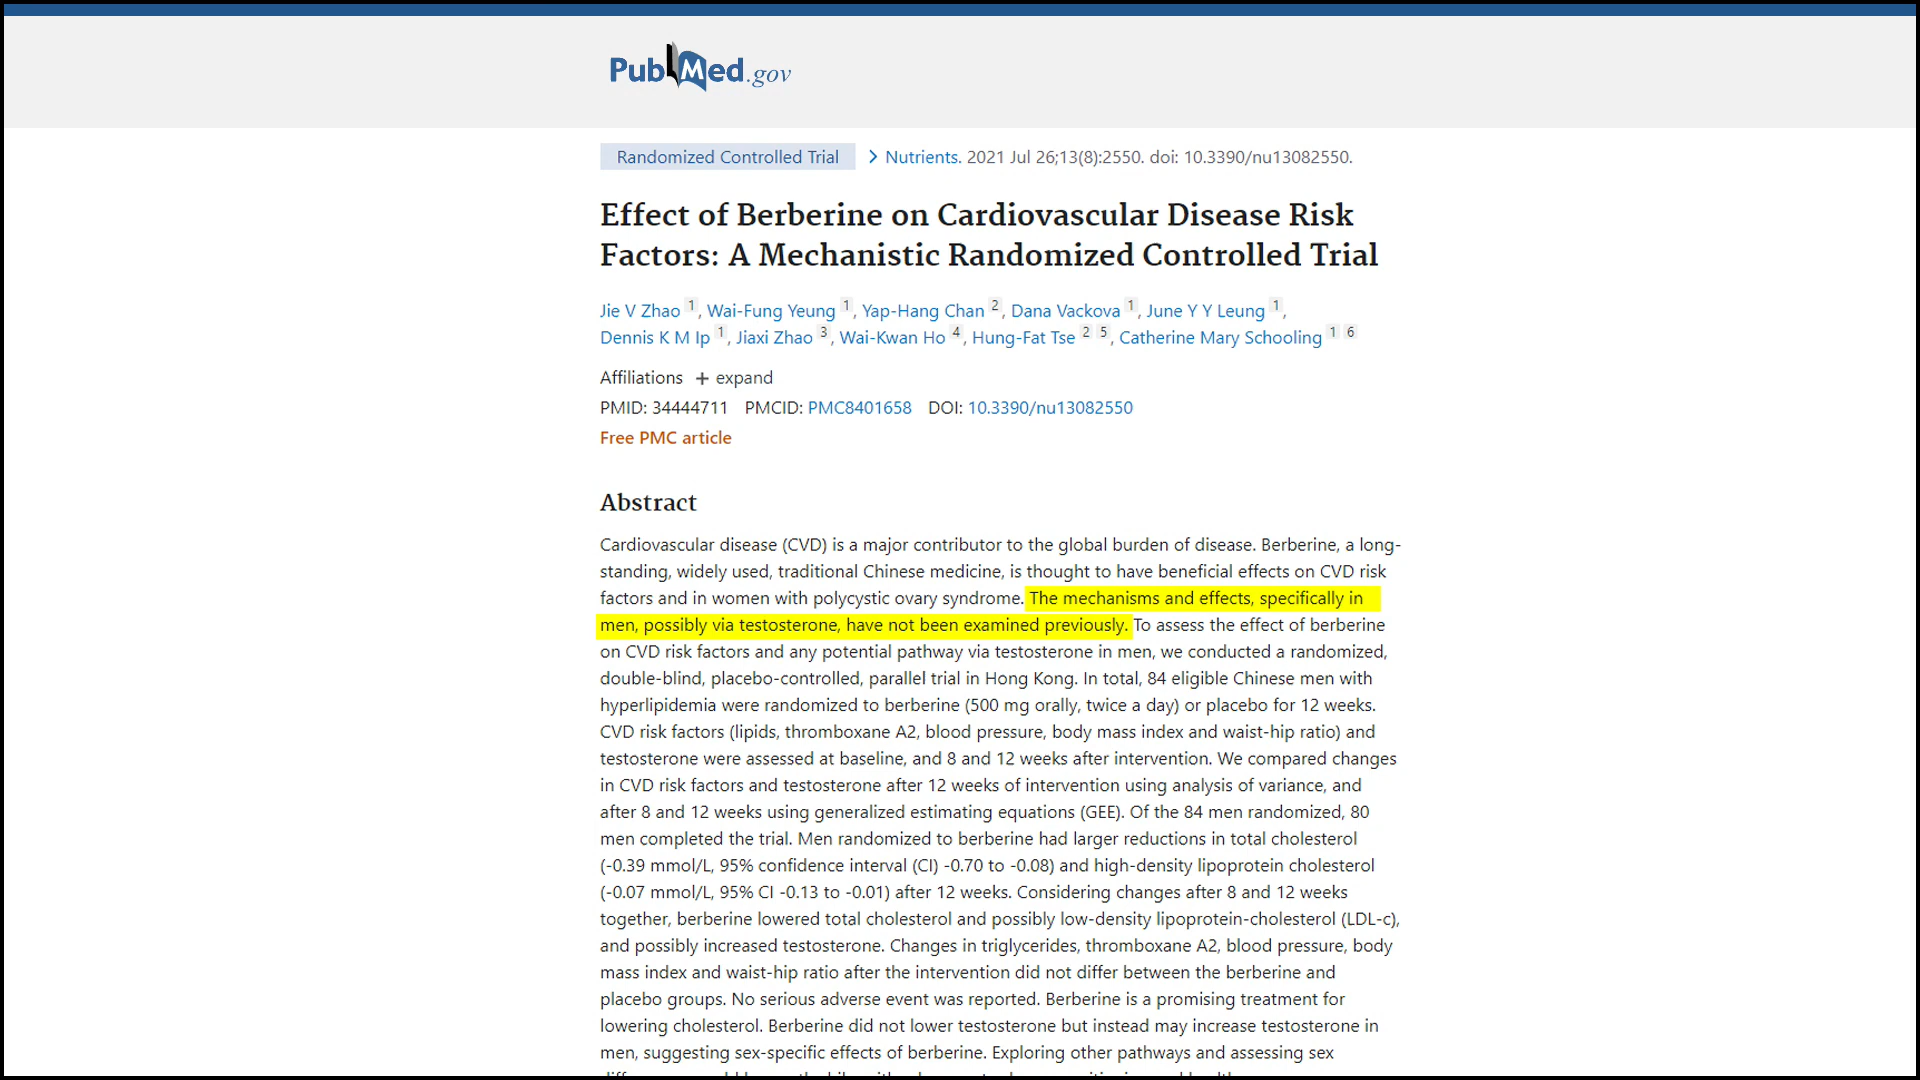 PubMed.gov
Randomized Controlled Trial > Nutrients. 2021 Jul 26;13(8):2550. doi: 10.3390/nu13082550.
Effect of Berberine on Cardiovascular Disease Risk
Factors: A Mechanistic Randomized Controlled Trial
Jie V Zhao 1, Wai-Fung Yeung 1, Yap-Hang Chan 2, Dana Vackova 1, June Y Y Leung 1,
Dennis K M Ip 1, Jiaxi Zhao 3, Wai-Kwan Ho 4, Hung-Fat Tse 2 5, Catherine Mary Schooling 1 6
Affiliations + expand
PMID: 34444711 PMCID: PMC8401658 DOI: 10.3390/nu13082550
Free PMC article
Abstract
Cardiovascular disease (CVD) is a major contributor to the global burden of disease. Berberine, a long-
standing, widely used, traditional Chinese medicine, is thought to have beneficial effects on CVD risk
factors and in women with polycystic ovary syndrome. The mechanisms and effects, specifically in
men, possibly via testosterone, have not been examined previously. To assess the effect of berberine
on CVD risk factors and any potential pathway via testosterone in men, we conducted a randomized,
double-blind, placebo-controlled, parallel trial in Hong Kong. In total, 84 eligible Chinese men with
hyperlipidemia were randomized to berberine (500 mg orally, twice a day) or placebo for 12 weeks.
CVD risk factors (lipids, thromboxane A2, blood pressure, body mass index and waist-hip ratio) and
testosterone were assessed at baseline, and 8 and 12 weeks after intervention. We compared changes
in CVD risk factors and testosterone after 12 weeks of intervention using analysis of variance, and
after 8 and 12 weeks using generalized estimating equations (GEE). Of the 84 men randomized, 80
men completed the trial. Men randomized to berberine had larger reductions in total cholesterol
(-0.39 mmol/L, 95% confidence interval (CI) -0.70 to -0.08) and high-density lipoprotein cholesterol
(-0.07 mmol/L, 95% CI -0.13 to -0.01) after 12 weeks. Considering changes after 8 and 12 weeks
together, berberine lowered total cholesterol and possibly low-density lipoprotein-cholesterol (LDL-c),
and possibly increased testosterone. Changes in triglycerides, thromboxane A2, blood pressure, body
mass index and waist-hip ratio after the intervention did not differ between the berberine and
placebo groups. No serious adverse event was reported. Berberine is a promising treatment for
lowering cholesterol. Berberine did not lower testosterone but instead may increase testosterone in
men, suggesting sex-specific effects of berberine. Exploring other pathways and assessing sex